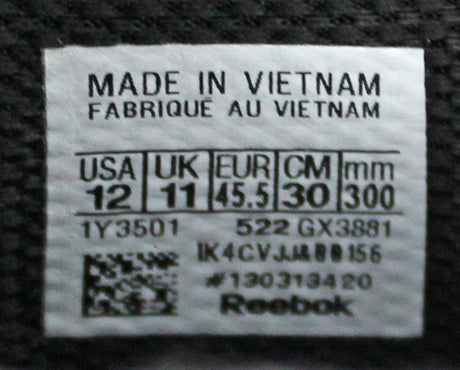 MADE IN VIETNAM
FABRIQUE AU VIETNAM
USA UK EUR CM mm
12 11 45.5 30 300
1Y3501 522 GX3881
#130313420
Reebok